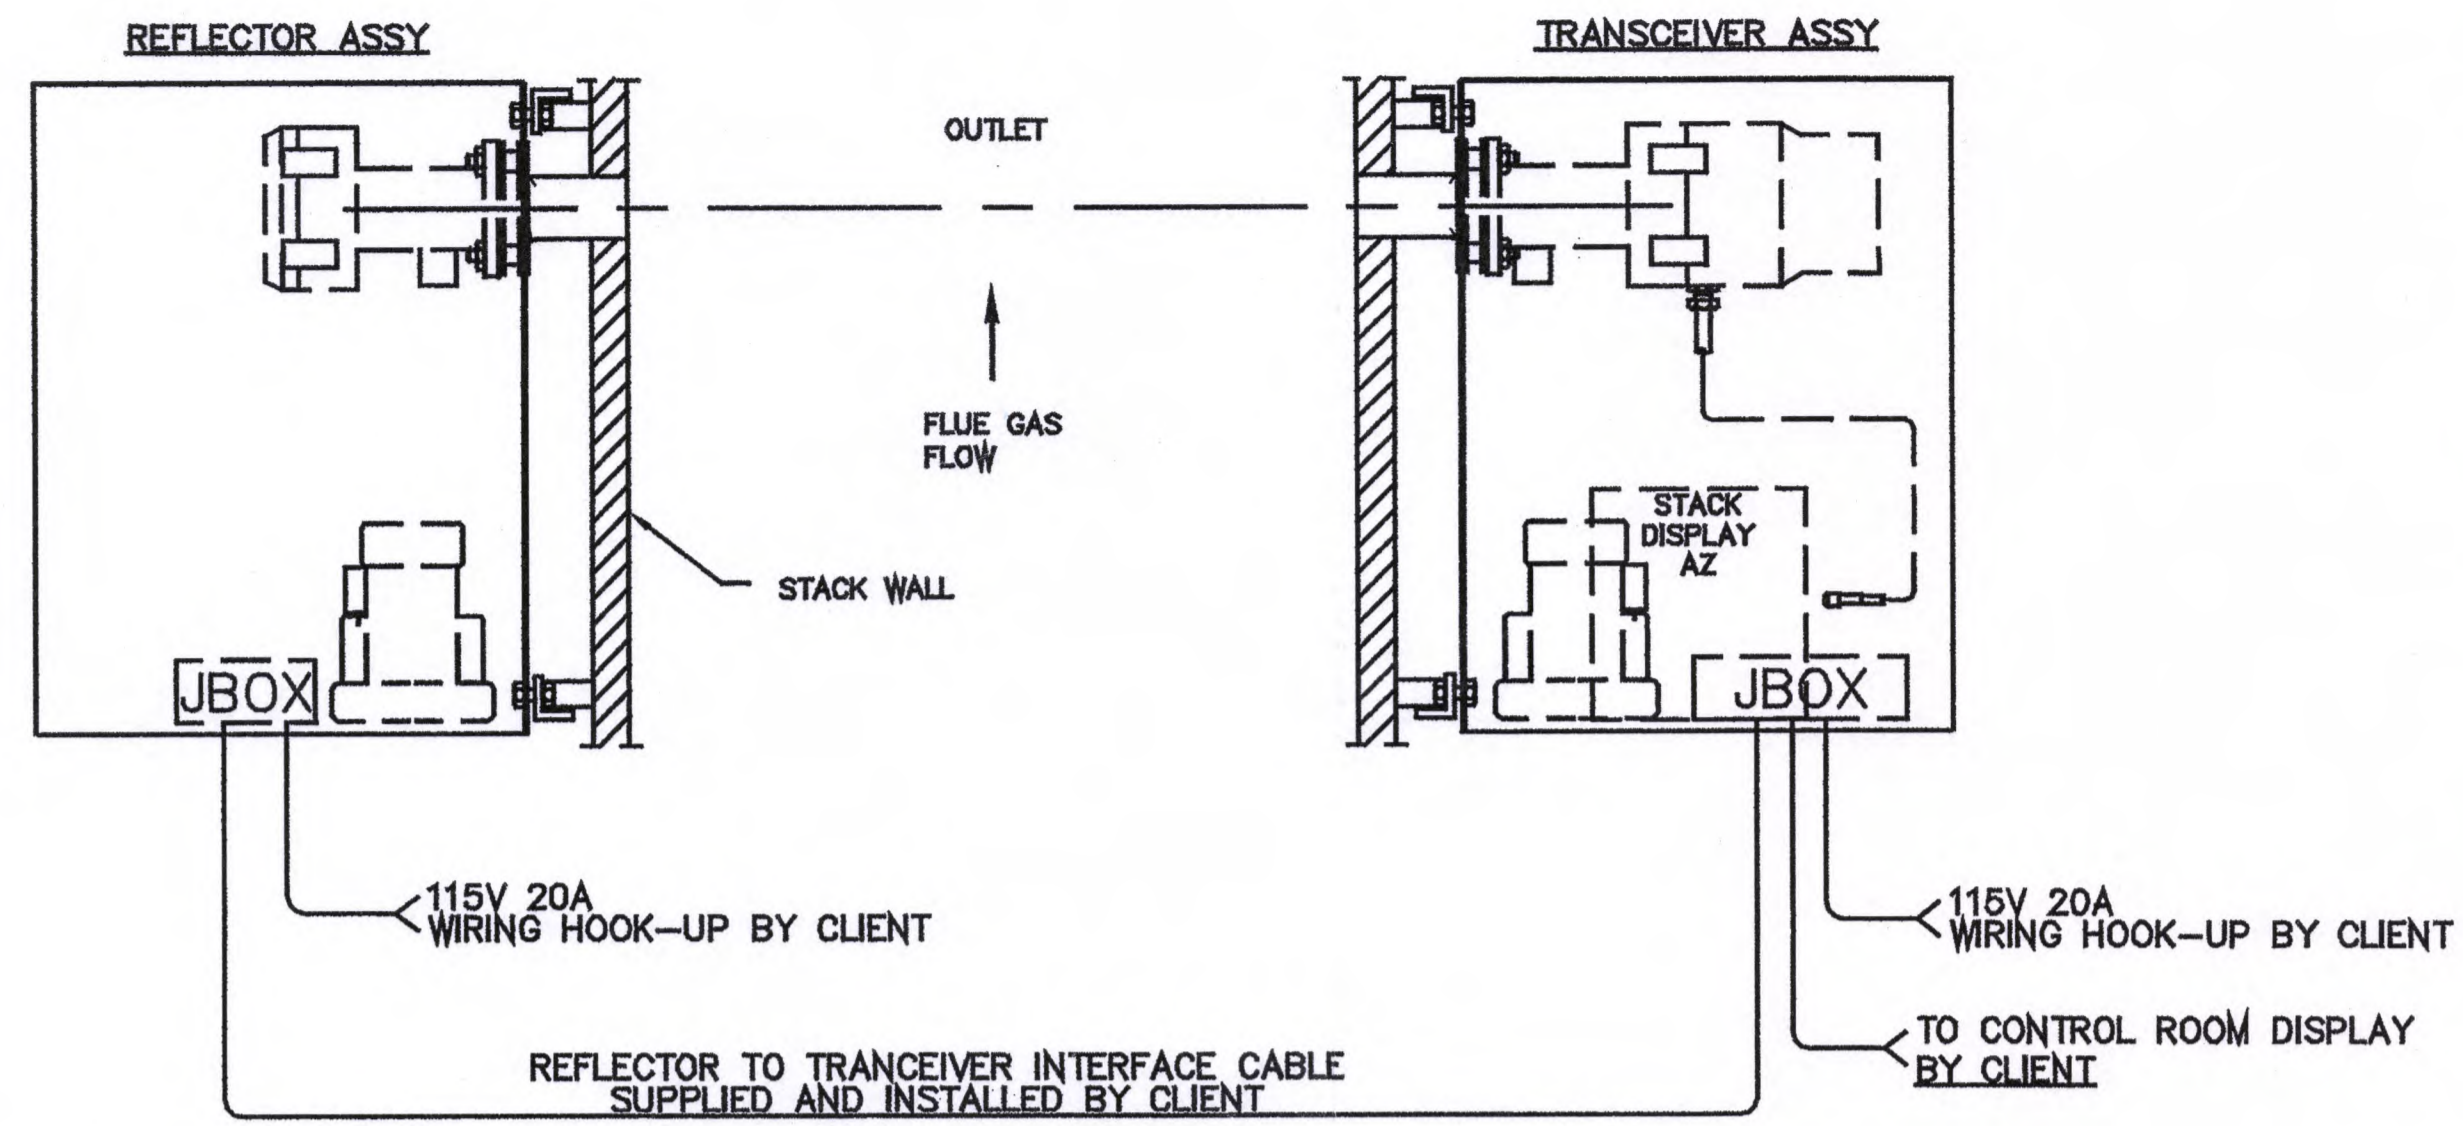 REFLECTOR ASSY
TRANSCEIVER ASSY
OUTLET
FLUE GAS
FLOW
STACK WALL
STACK
DISPLAY
AZ
JBOX
JBOX
115V 20A
WIRING HOOK-UP BY CLIENT
115V 20A
WIRING HOOK-UP BY CLIENT
TO CONTROL ROOM DISPLAY
BY CLIENT
REFLECTOR TO TRANCEIVER INTERFACE CABLE
SUPPLIED AND INSTALLED BY CLIENT